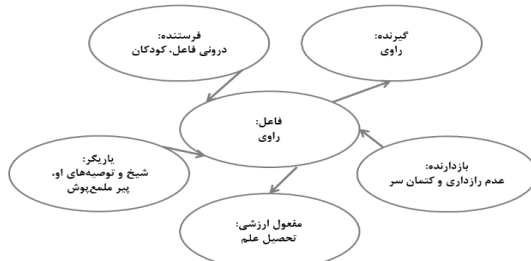 فرستنده:
درونی فاعل، کودکان
گیرنده:
راوی
فاعل:
راوی
یاریگر:
شیخ و توصیه‌های او،
پیر ملمع‌پوش
بازدارنده:
عدم رازداری و کتمان سر
مفعول ارزشی:
تحصیل علم